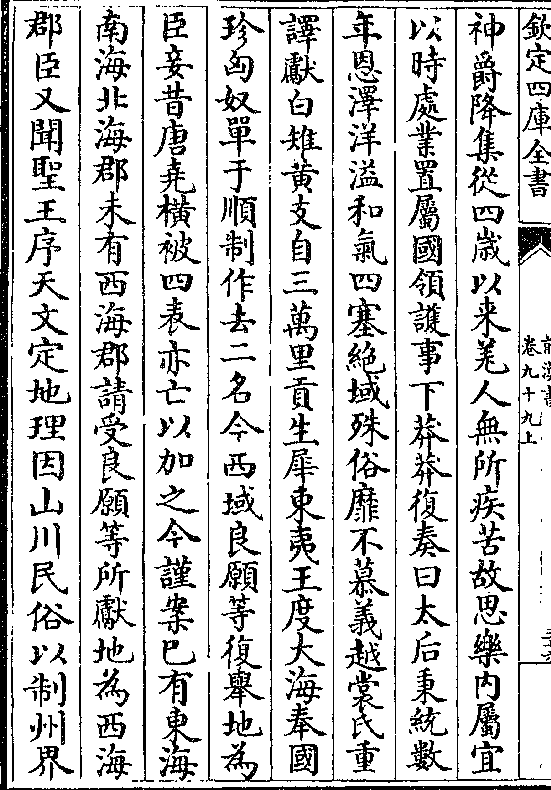 欽定四庫全書
卷九十九上
神爵降集從四歲以来羌人無所疾苦故思樂内屬宜
以時處業置屬國領護事下莽莽復奏曰太后秉統數
年恩澤洋溢和氣四塞絶域殊俗靡不慕義越裳氏重
譯獻白雉黄支自三萬里貢生犀東夷王度大海奉國
珍匈奴單于順制作去二名今西域良願等復舉地為
臣妾昔唐堯横被四表亦亡以加之今謹案已有東海
南海北海郡未有西海郡請受良願等所獻地為西海
郡臣又聞聖王序天文定地理因山川民俗以制州界